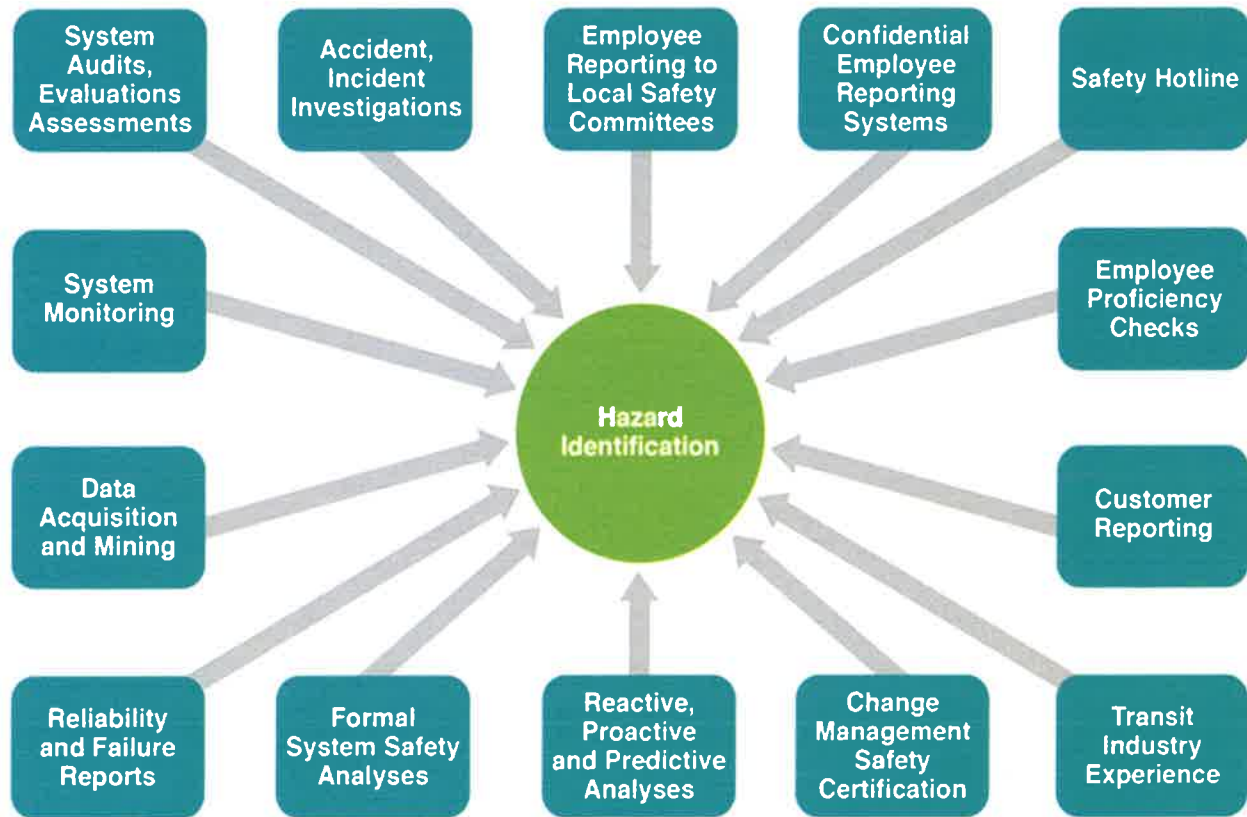 System
Audits,
Evaluations
Assessments
Accident,
Incident
Investigations
Employee
Reporting to
Local Safety
Committees
Confidential
Employee
Reporting
Systems
Safety Hotline
System
Monitoring
Employee
Proficiency
Checks
Hazard
Identification
Data
Acquisition
and Mining
Customer
Reporting
Reliability
and Failure
Reports
Formal
System Safety
Analyses
Reactive,
Proactive
and Predictive
Analyses
Change
Management
Safety
Certification
Transit
Industry
Experience